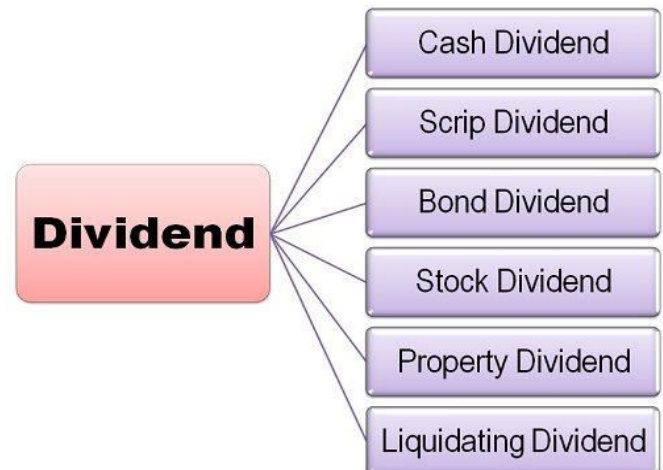 Dividend
Cash Dividend
Scrip Dividend
Bond Dividend
Stock Dividend
Property Dividend
Liquidating Dividend